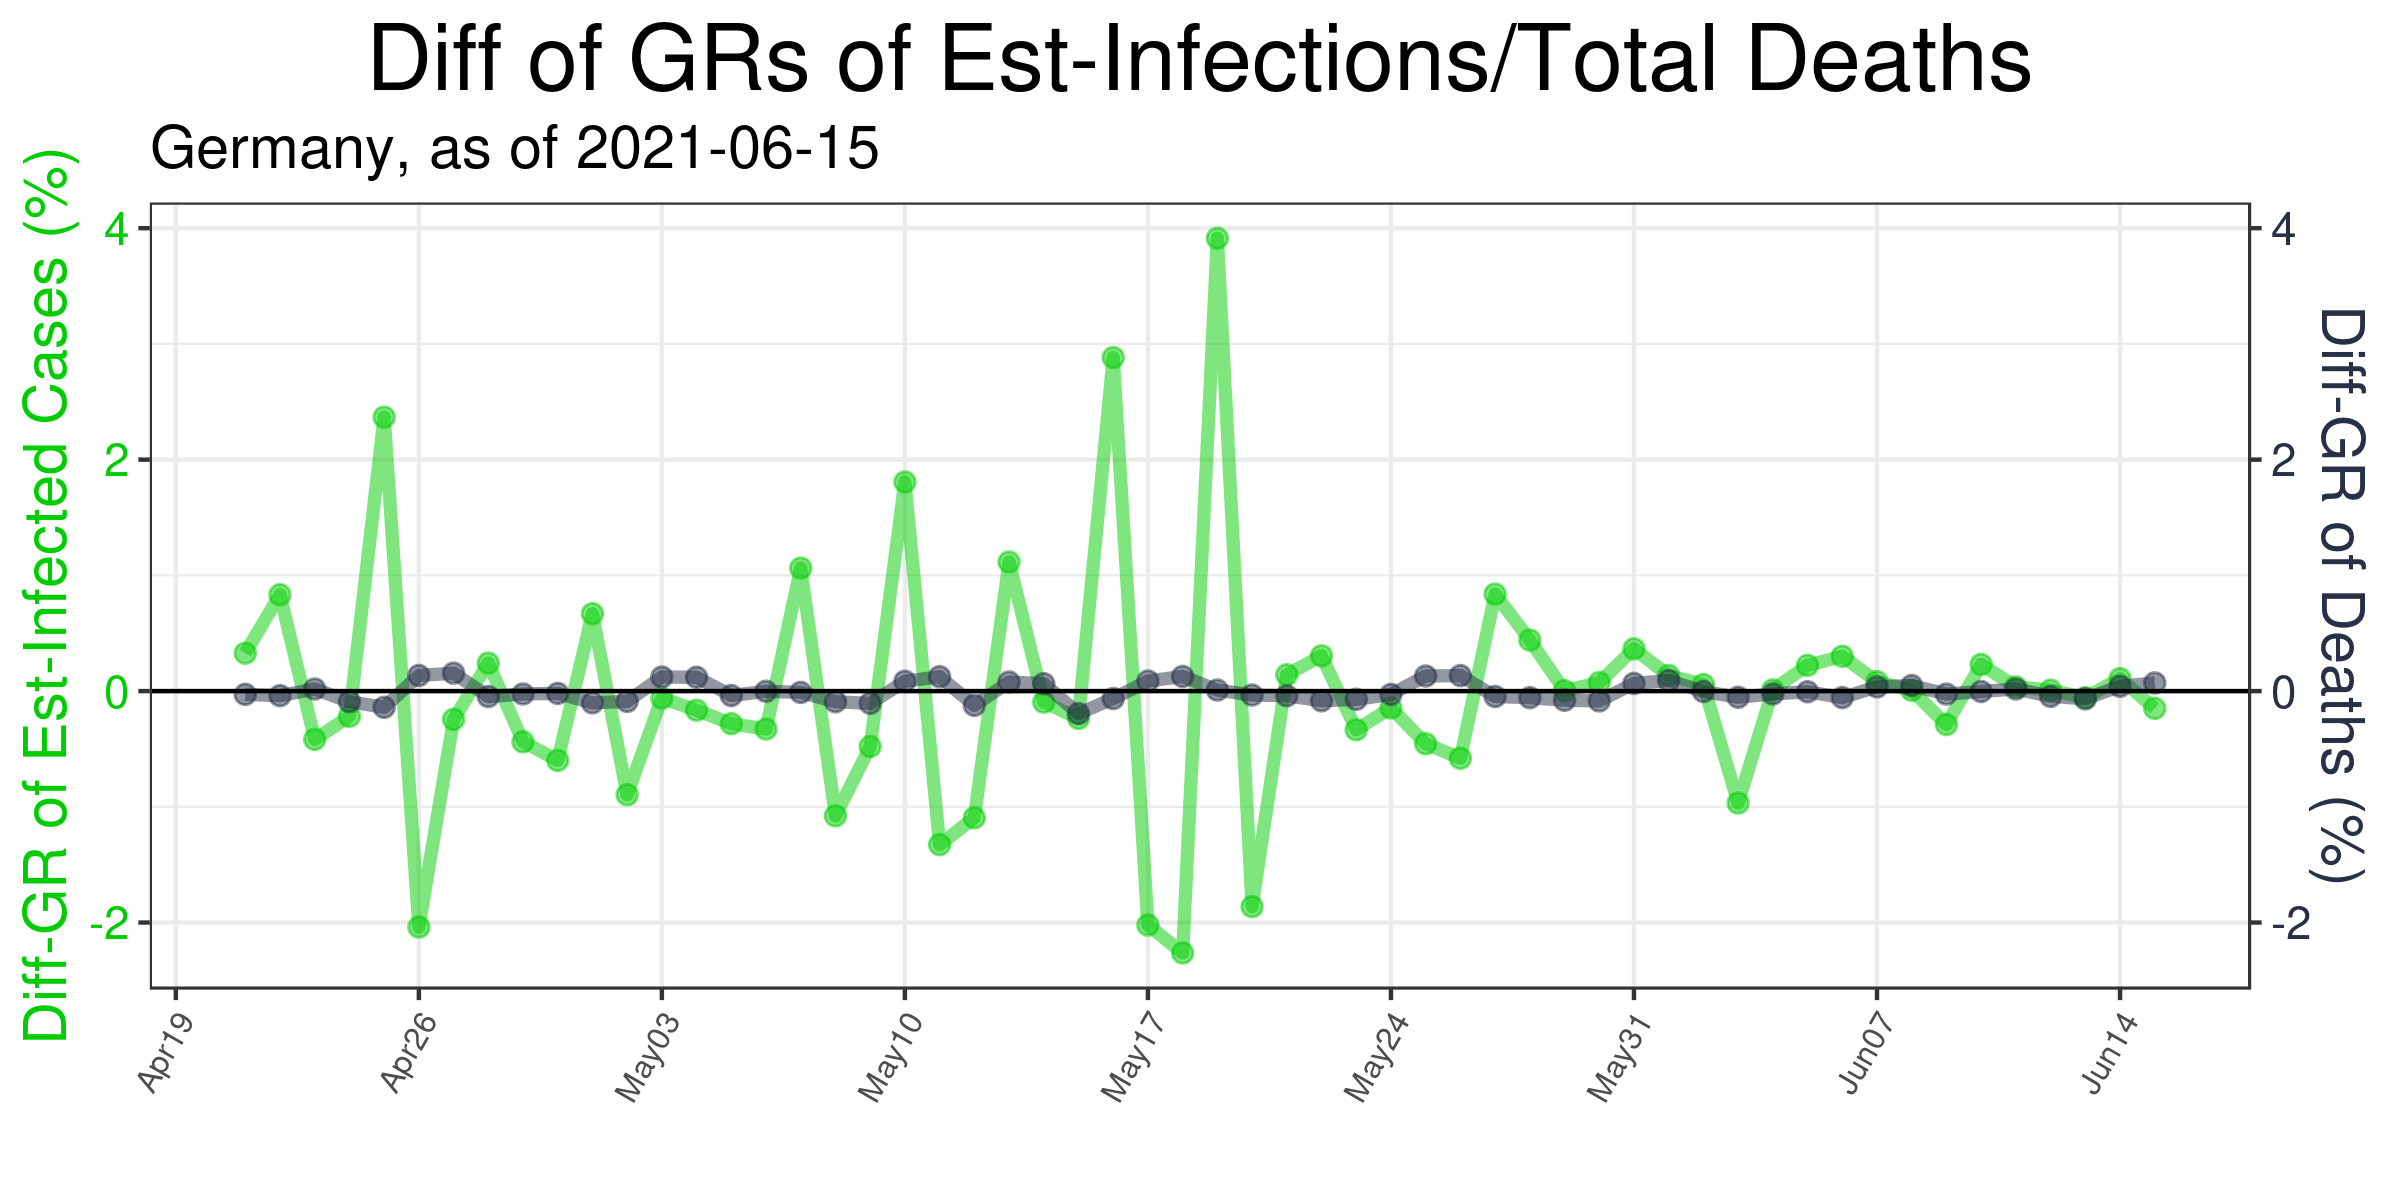 Diff of GRs of Est-Infections/Total Deaths
Germany, as of 2021-06-15
Diff-GR of Est-Infected Cases (%)
4
2
0
-2
4
2
0
-2
Diff-GR of Deaths (%)
Apr19
Apr26
May03
May10
May17
May24
May31
Jun07
Jun14